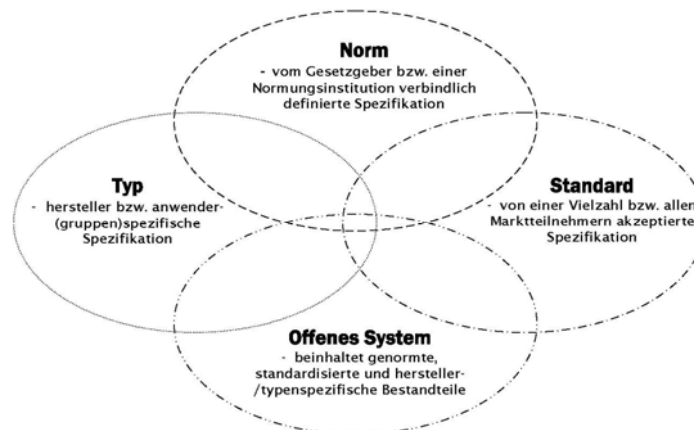 Norm
- vom Gesetzgeber bzw. einer
Normungsinstitution verbindlich
definierte Spezifikation
Typ
- hersteller bzw. anwender-
(gruppen)spezifische
Spezifikation
Standard
- von einer Vielzahl bzw. allen
Marktteilnehmern akzeptierte
Spezifikation
Offenes System
- beinhaltet genormte,
standardisierte und hersteller-
/typenspezifische Bestandteile